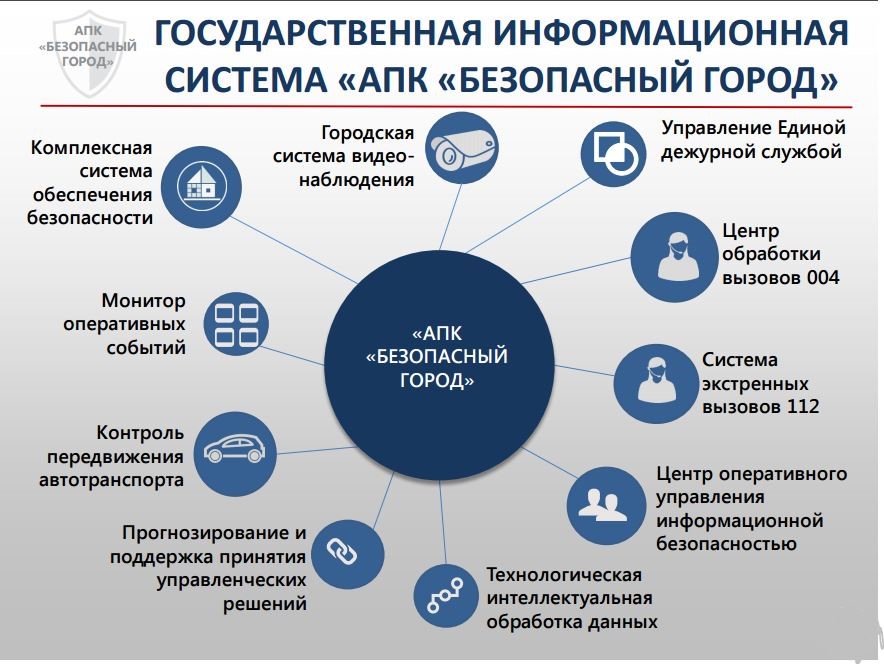 АПК
«БЕЗОПАСНЫЙ
ГОРОД»
ГОСУДАРСТВЕННАЯ ИНФОРМАЦИОННАЯ
СИСТЕМА «АПК «БЕЗОПАСНЫЙ ГОРОД»
Комплексная
система
обеспечения
безопасности
Городская
система видео-
наблюдения
Управление Единой
дежурной службой
Центр
обработки
вызовов 004
Монитор
оперативных
событий
«АПК
«БЕЗОПАСНЫЙ
ГОРОД»
Система
экстренных
вызовов 112
Контроль
передвижения
автотранспорта
Центр оперативного
управления
информационной
безопасностью
Прогнозирование и
поддержка принятия
управленческих
решений
Технологическая
интеллектуальная
обработка данных